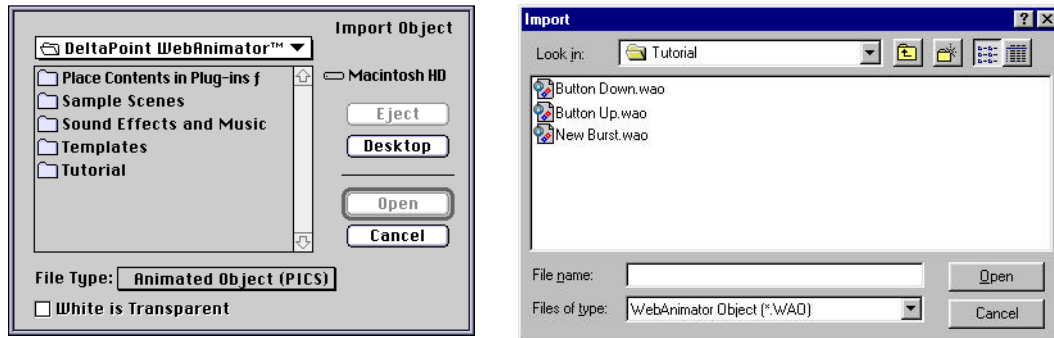 Import Object
DeltaPoint WebAnimator™
Place Contents in Plug-ins ƒ
Sample Scenes
Sound Effects and Music
Templates
Tutorial
Macintosh HD
Eject
Desktop
Open
Cancel
File Type: Animated Object (PICS)
White is Transparent
Import
Look in: Tutorial
Button Down.wao
Button Up.wao
New Burst.wao
File name:
Open
Files of type: WebAnimator Object (*.WAO)
Cancel